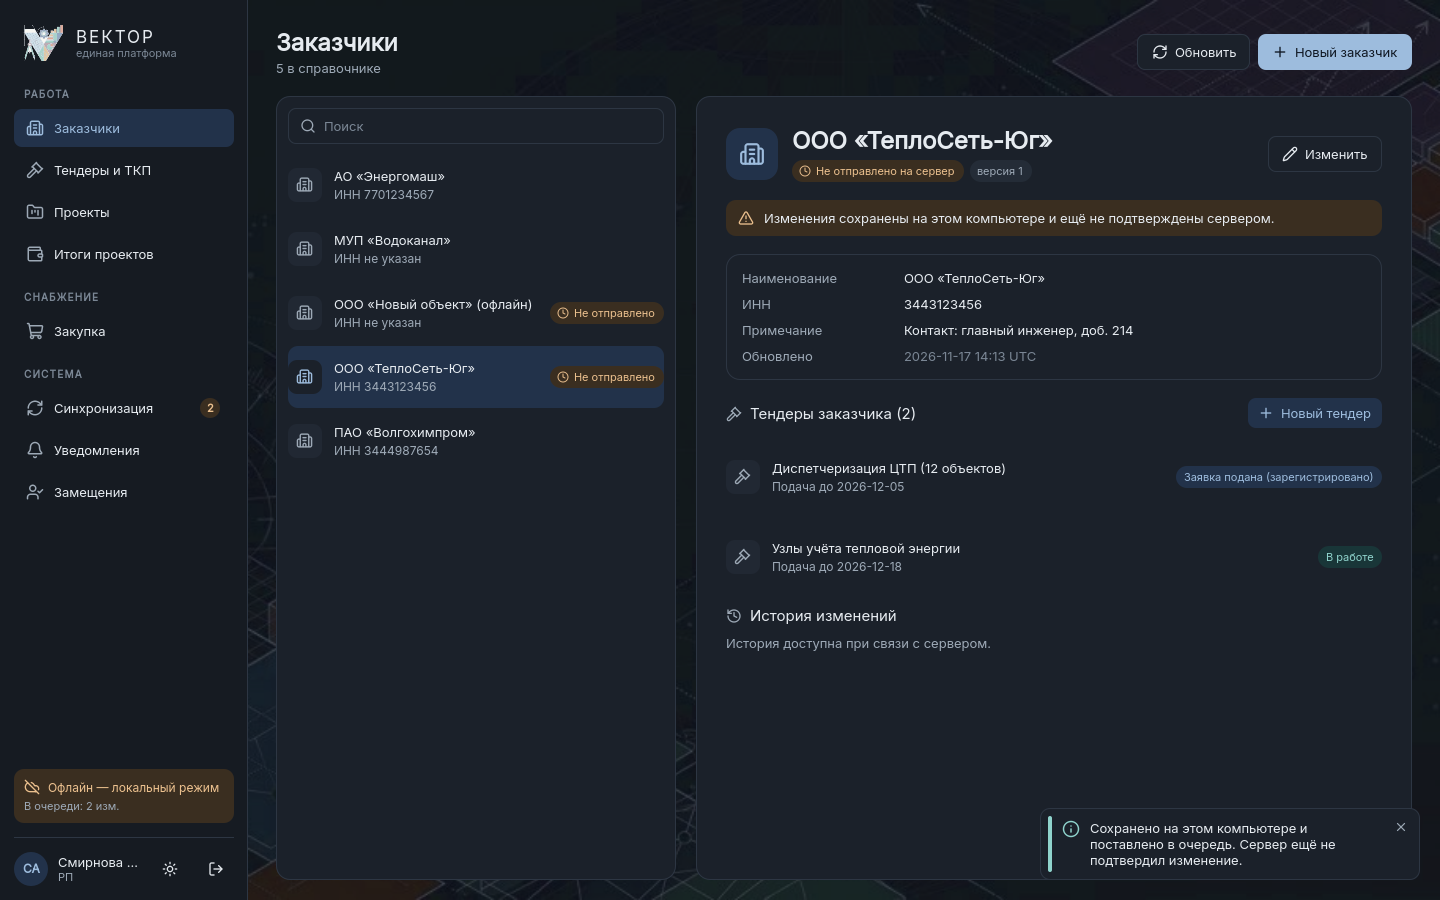 ВЕКТОР
единая платформа
РАБОТА
Заказчики
Тендеры и ТКП
Проекты
Итоги проектов
СНАБЖЕНИЕ
Закупка
СИСТЕМА
Синхронизация
2
Уведомления
Замещения
Офлайн — локальный режим
В очереди: 2 изм.
СА
Смирнова ...
РП
Заказчики
5 в справочнике
Обновить
Новый заказчик
Поиск
АО «Энергомаш»
ИНН 7701234567
МУП «Водоканал»
ИНН не указан
ООО «Новый объект» (офлайн)
ИНН не указан
Не отправлено
ООО «ТеплоСеть-Юг»
ИНН 3443123456
Не отправлено
ПАО «Волгохимпром»
ИНН 3444987654
ООО «ТеплоСеть-Юг»
Не отправлено на сервер
версия 1
Изменить
Изменения сохранены на этом компьютере и ещё не подтверждены сервером.
Наименование ООО «ТеплоСеть-Юг»
ИНН 3443123456
Примечание Контакт: главный инженер, доб. 214
Обновлено 2026-11-17 14:13 UTC
Тендеры заказчика (2)
Новый тендер
Диспетчеризация ЦТП (12 объектов)
Подача до 2026-12-05
Заявка подана (зарегистрировано)
Узлы учёта тепловой энергии
Подача до 2026-12-18
В работе
История изменений
История доступна при связи с сервером.
Сохранено на этом компьютере и
поставлено в очередь. Сервер ещё не
подтвердил изменение.